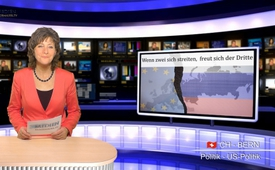 Wenn zwei sich streiten, freut sich der Dritte
CH - BERN
Politik \ US-Politik